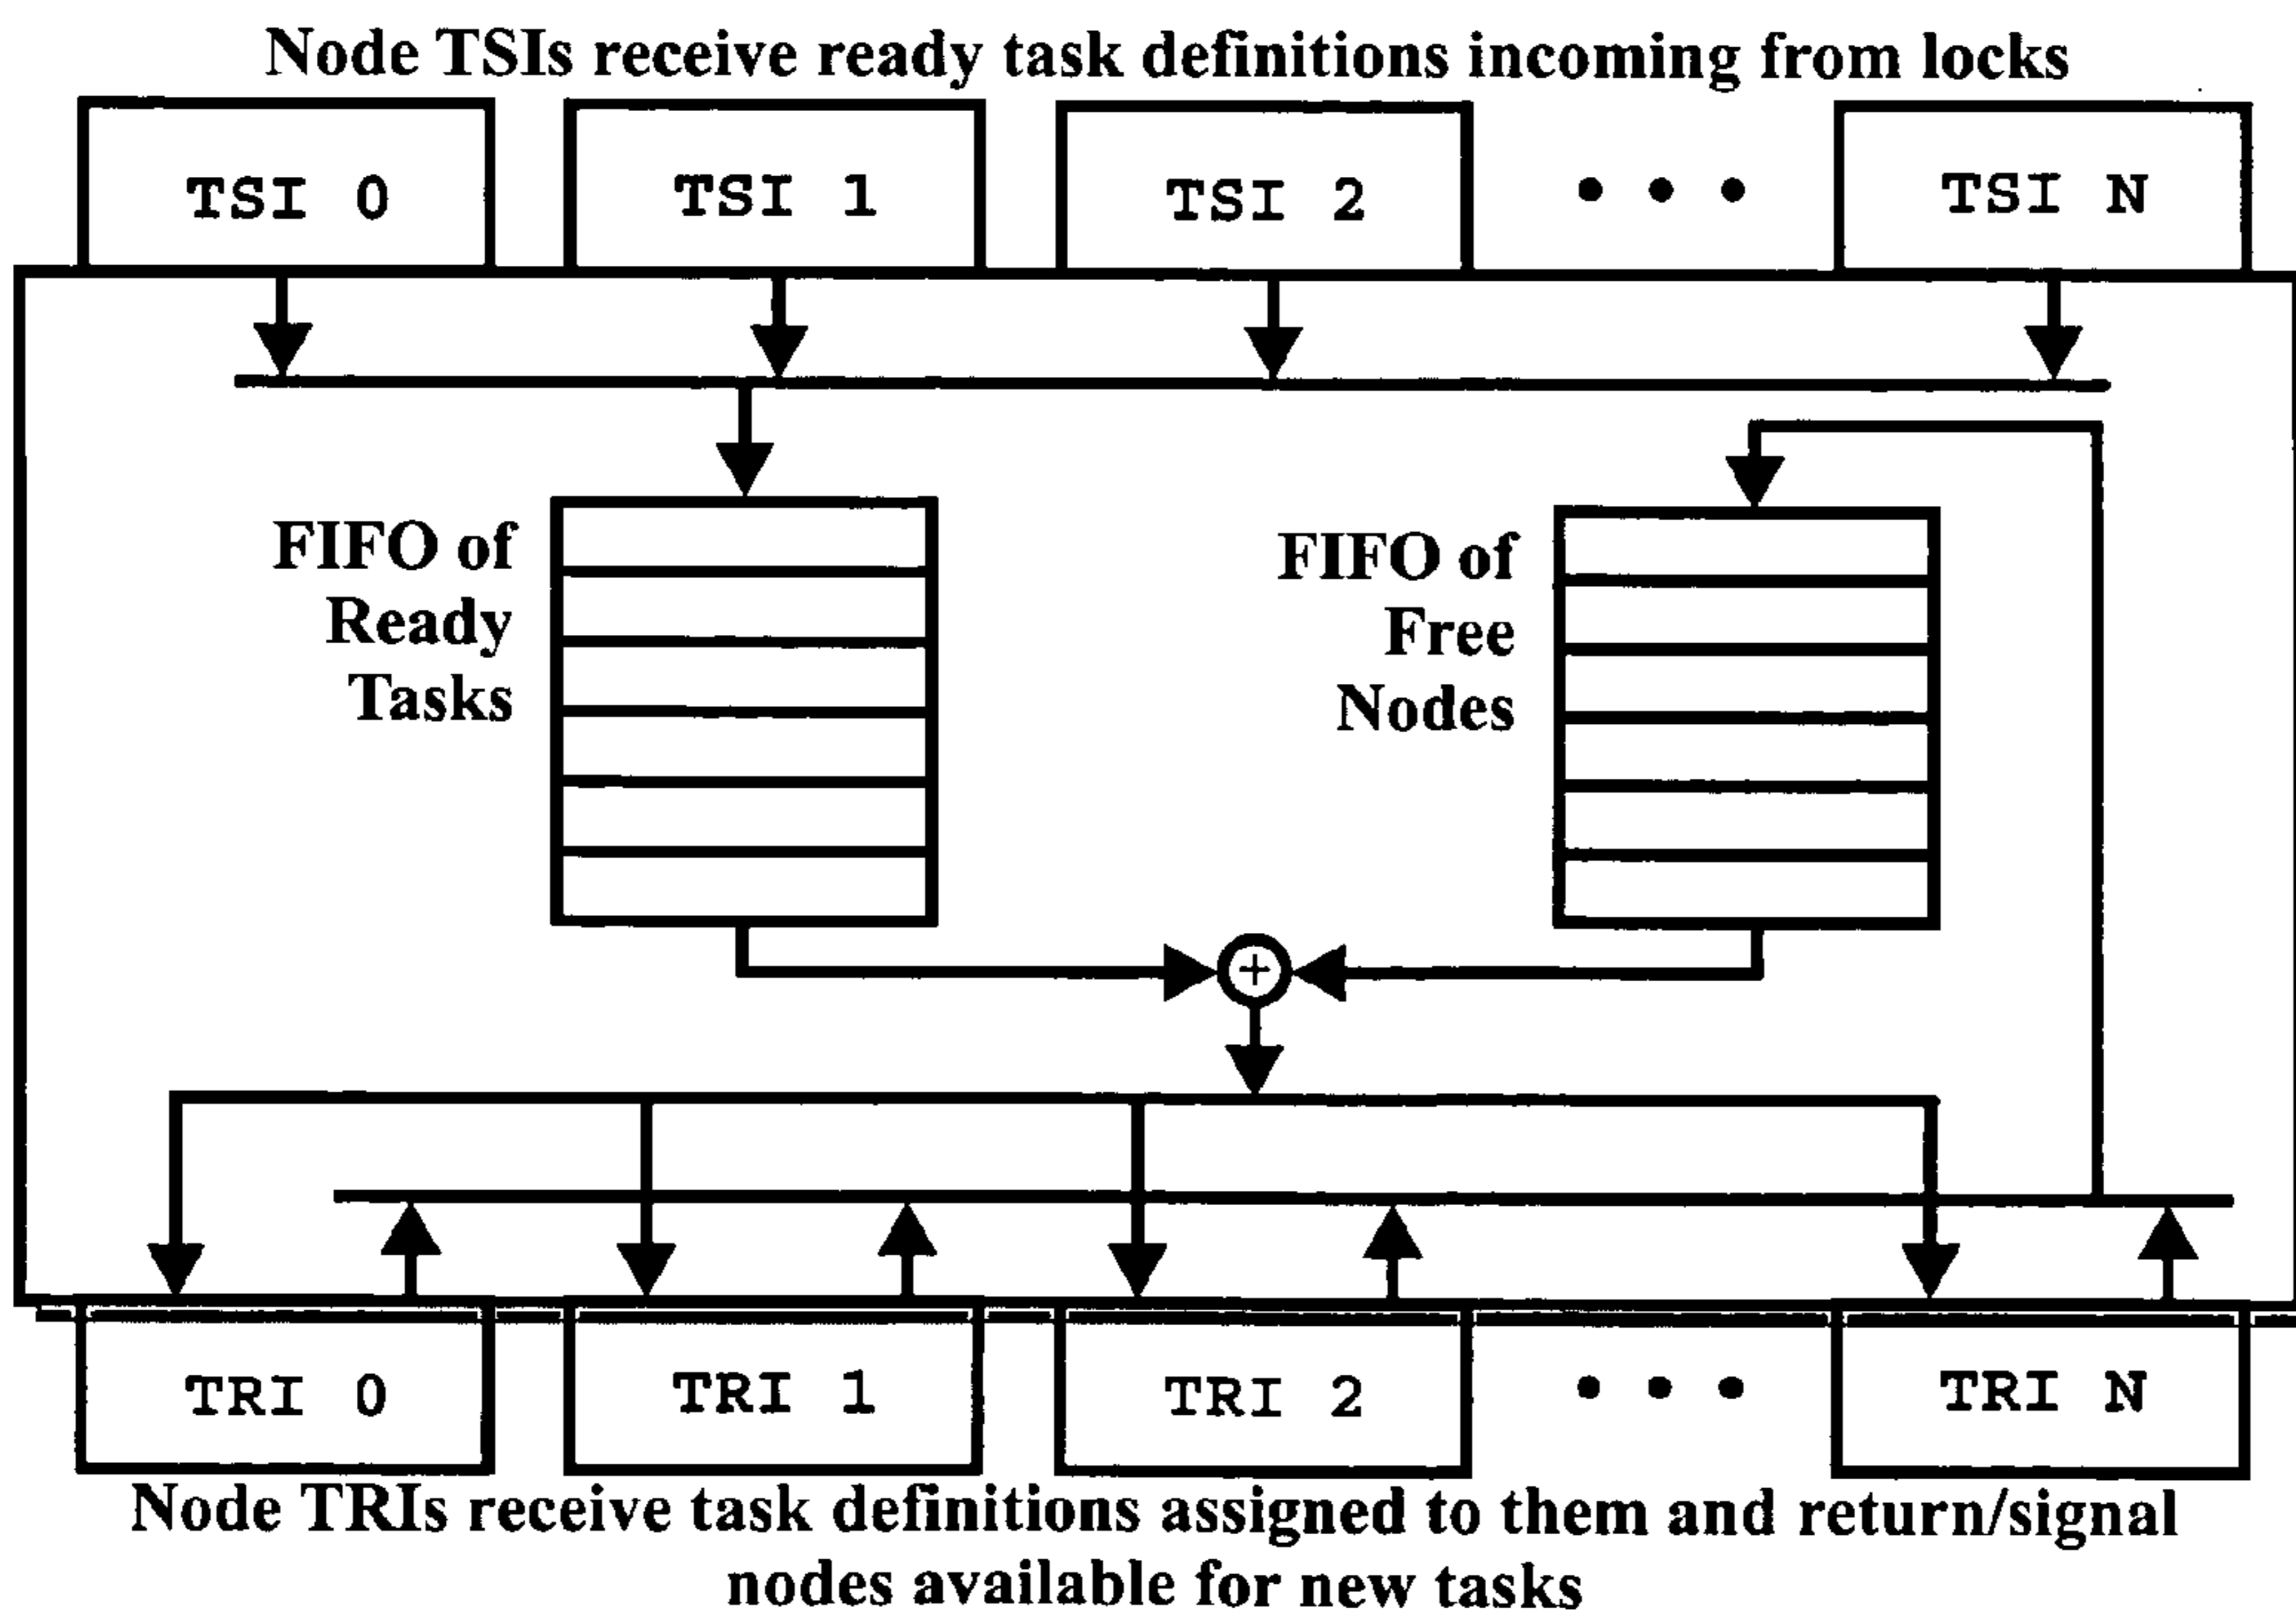 Node TSIs receive ready task definitions incoming from locks
TSI 0
TSI 1
TSI 2
• • •
TSI N
FIFO of
Ready
Tasks
FIFO of
Free
Nodes
+
TRI 0
TRI 1
TRI 2
• • •
TRI N
Node TRIs receive task definitions assigned to them and return/signal
nodes available for new tasks